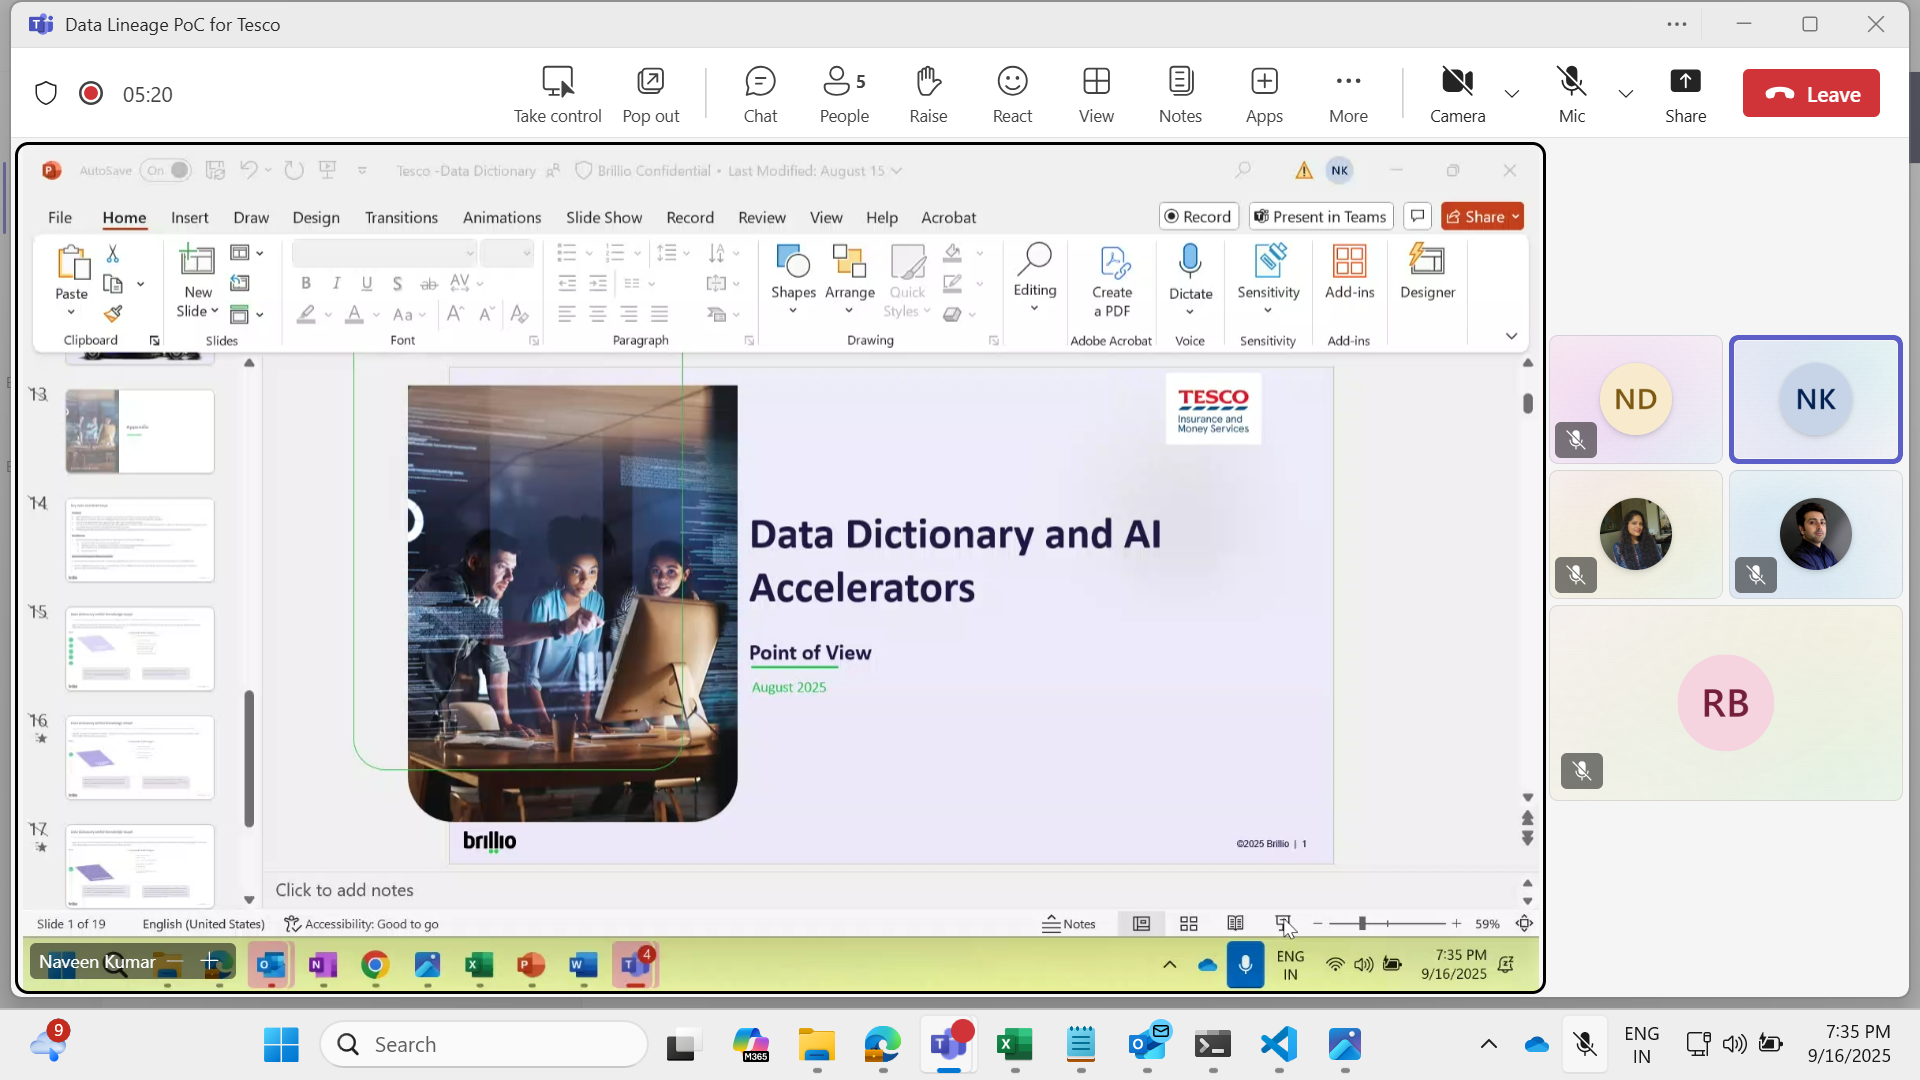 Data Lineage PoC for Tesco
05:20
Take control
Pop out
Chat
5
People
Raise
React
View
Notes
Apps
More
Camera
Mic
Share
Leave
AutoSave
On
Tesco -Data Dictionary
Brillio Confidential • Last Modified: August 15
NK
File
Home
Insert
Draw
Design
Transitions
Animations
Slide Show
Record
Review
View
Help
Acrobat
Record
Present in Teams
Share
Paste
New
Slide
B I U S ab AV
Aa
Shapes
Arrange
Quick
Styles
Editing
Create
a PDF
Dictate
Sensitivity
Add-ins
Designer
Clipboard
Slides
Font
Paragraph
Drawing
Adobe Acrobat
Voice
Sensitivity
Add-ins
13
Appendix
14
15
16
17
TESCO
Insurance and
Money Services
Data Dictionary and AI
Accelerators
Point of View
August 2025
brillio
©2025 Brillio | 1
Click to add notes
Slide 1 of 19
English (United States)
Accessibility: Good to go
Notes
59%
Naveen Kumar
4
ENG
IN
7:35 PM
9/16/2025
ND
NK
RB
9
Search
M365
ENG
IN
7:35 PM
9/16/2025